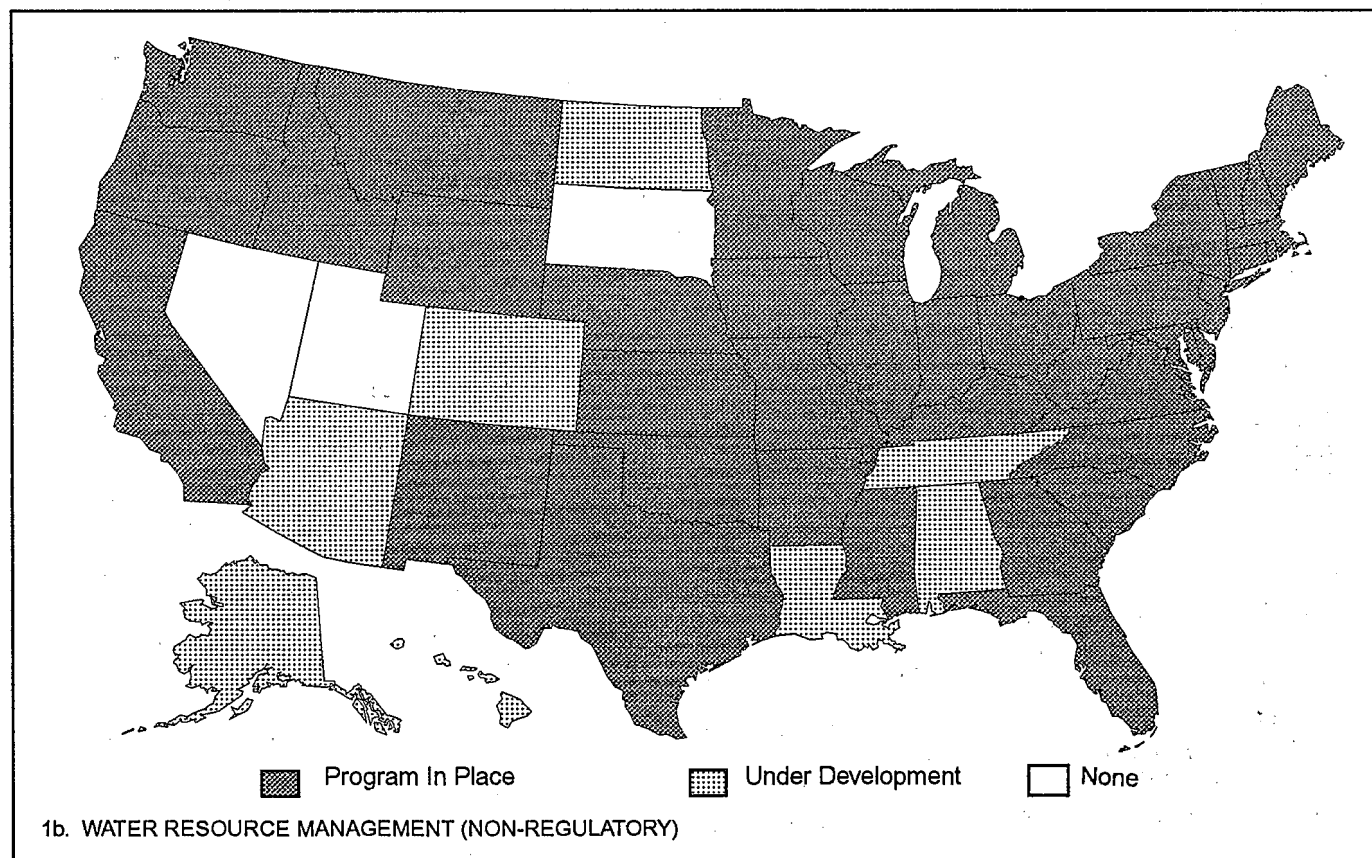 Program In Place Under Development None
1b. WATER RESOURCE MANAGEMENT (NON-REGULATORY)